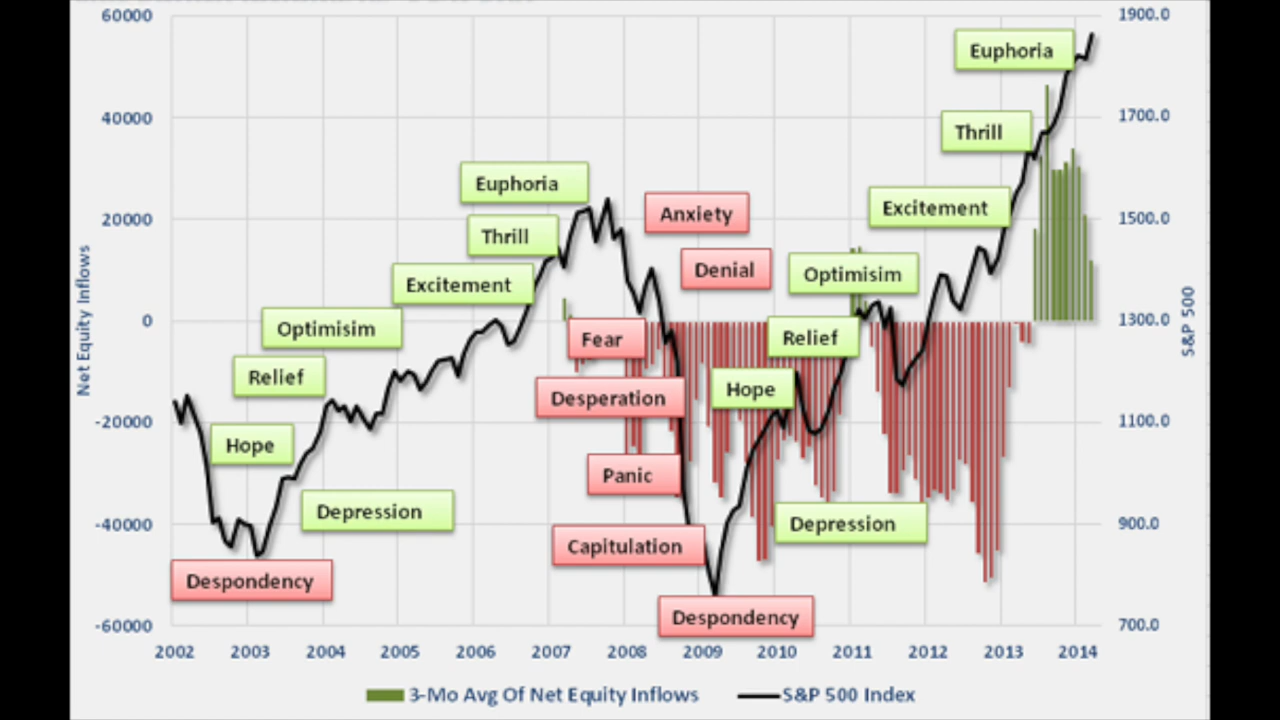 60000
1900.0
Euphoria
40000
1700.0
Thrill
Euphoria
Excitement
Anxiety
20000
1500.0
Thrill
Denial
Optimisim
Excitement
Net Equity Inflows
S&P 500
Optimisim
0
1300.0
Fear
Relief
Relief
Desperation
Hope
-20000
1100.0
Hope
Panic
Depression
Depression
-40000
900.0
Capitulation
Despondency
Despondency
-60000
700.0
2002 2003 2004 2005 2006 2007 2008 2009 2010 2011 2012 2013 2014
3-Mo Avg Of Net Equity Inflows S&P 500 Index